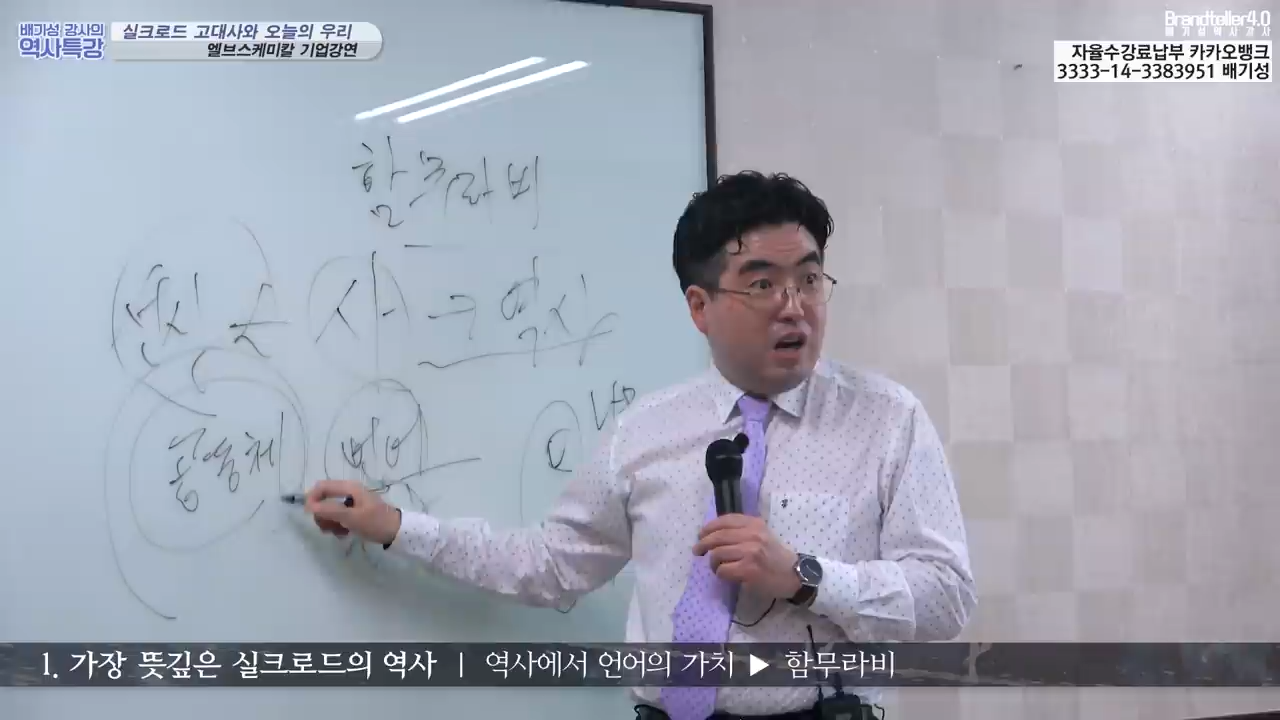 배기성 강사의
역사특강
실크로드 고대사와 오늘의 우리
엘브스케미칼 기업강연
Brandteller4.0
배기성역사강사
자율수강료납부 카카오뱅크
3333-14-3383951 배기성
함무라비
공동체
1. 가장 뜻깊은 실크로드의 역사 | 역사에서 언어의 가치 ▶ 함무라비